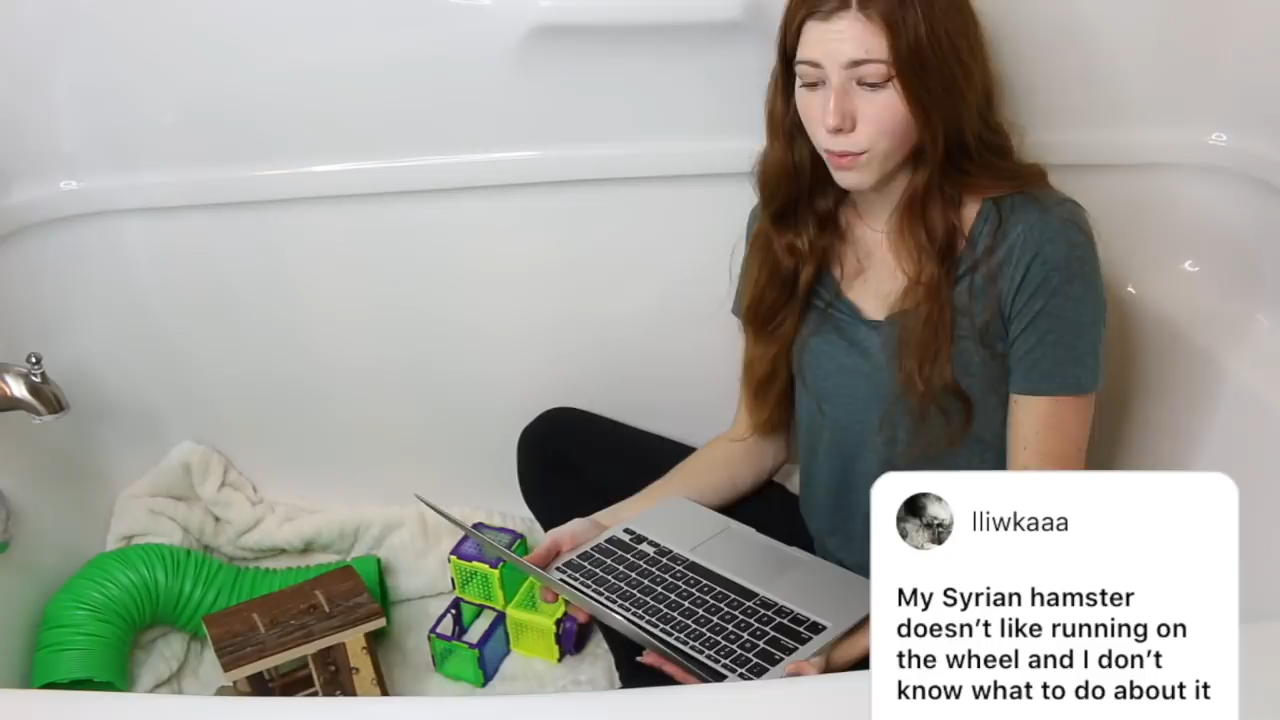 lliwkaaa
My Syrian hamster
doesn’t like running on
the wheel and I don’t
know what to do about it